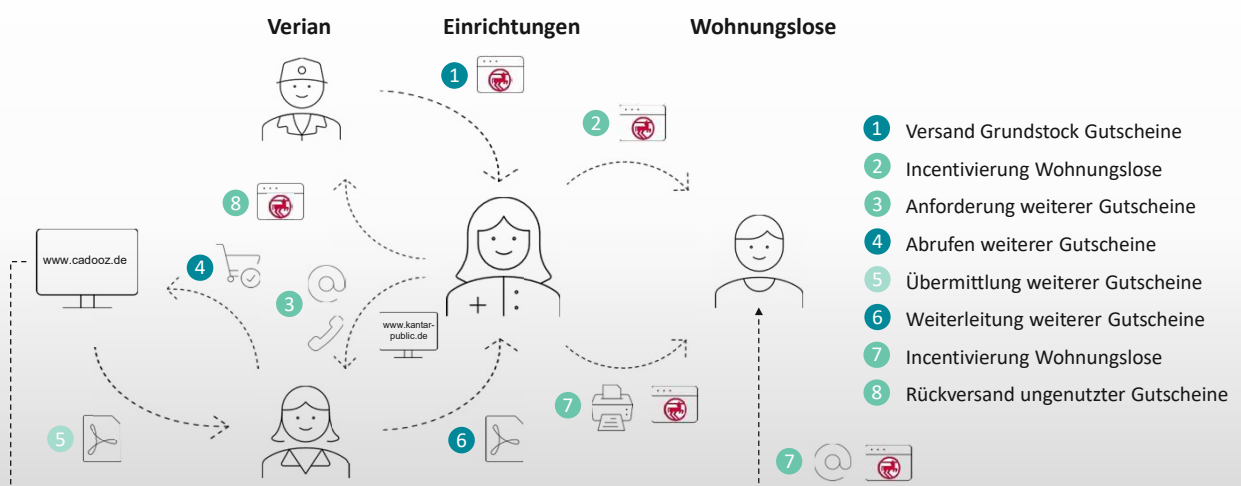 Verian
Einrichtungen
Wohnungslose
1
2
8
www.cadooz.de
4
3
www.kantar-
public.de
5
6
7
7
1 Versand Grundstock Gutscheine
2 Incentivierung Wohnungslose
3 Anforderung weiterer Gutscheine
4 Abrufen weiterer Gutscheine
5 Übermittlung weiterer Gutscheine
6 Weiterleitung weiterer Gutscheine
7 Incentivierung Wohnungslose
8 Rückversand ungenutzter Gutscheine